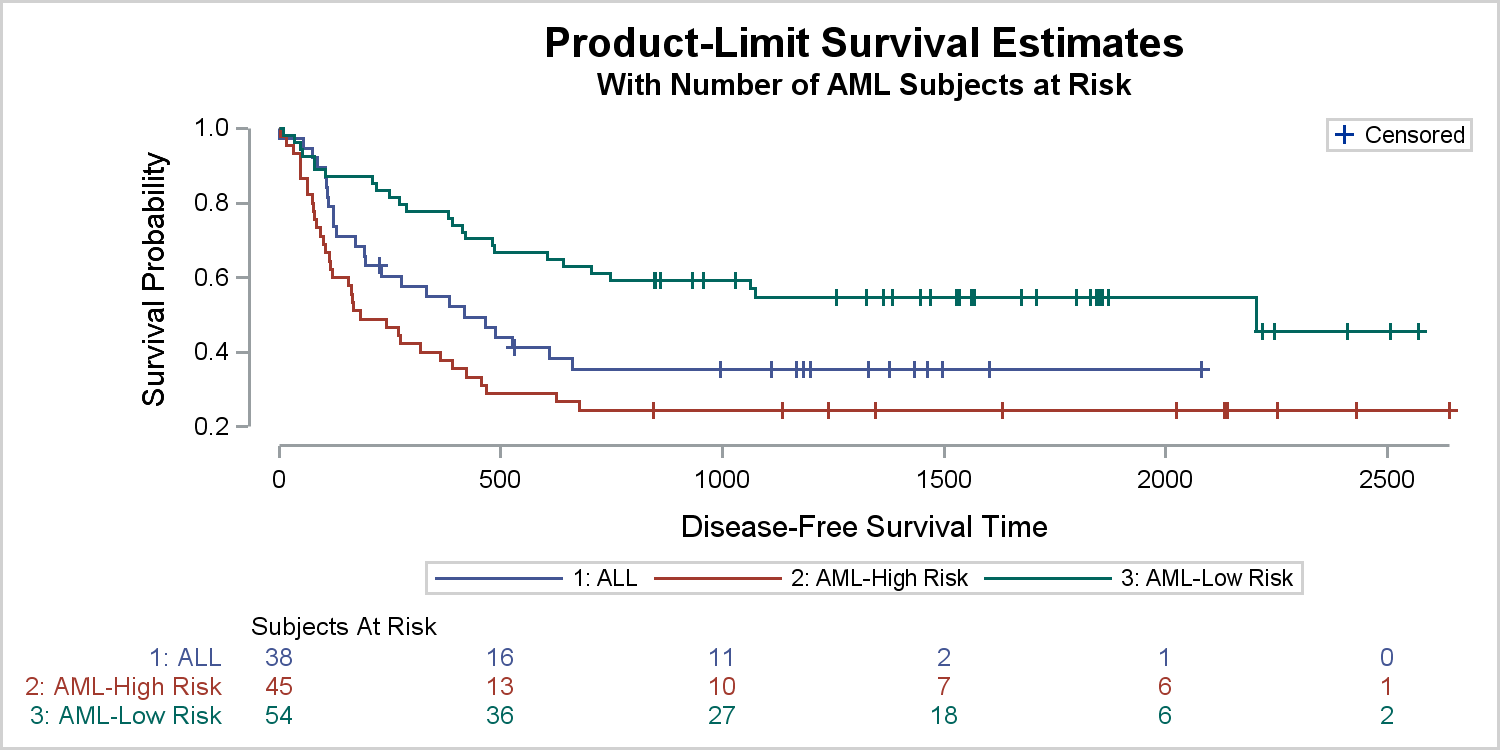 Product-Limit Survival Estimates
With Number of AML Subjects at Risk
Censored
Survival Probability
1.0
0.8
0.6
0.4
0.2
0 500 1000 1500 2000 2500
Disease-Free Survival Time
1: ALL 2: AML-High Risk 3: AML-Low Risk
Subjects At Risk
1: ALL 38 16 11 2 1 0
2: AML-High Risk 45 13 10 7 6 1
3: AML-Low Risk 54 36 27 18 6 2